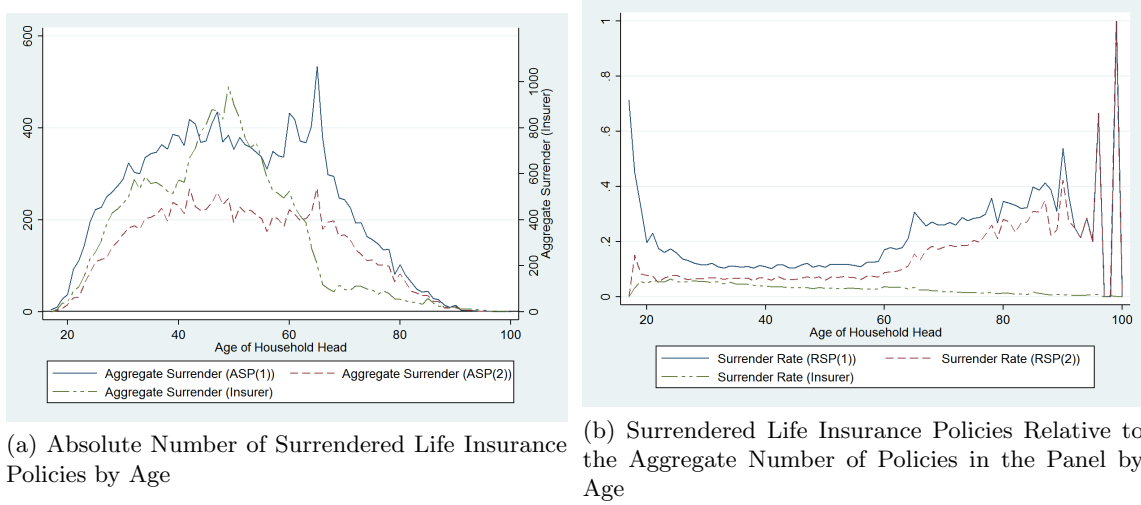 600
400
200
0
1000
800
600
400
200
0
Aggregate Surrender (Insurer)
20 40 60 80 100
Age of Household Head
Aggregate Surrender (ASP(1)) Aggregate Surrender (ASP(2))
Aggregate Surrender (Insurer)
(a) Absolute Number of Surrendered Life Insurance
Policies by Age
1
.8
.6
.4
.2
0
20 40 60 80 100
Age of Household Head
Surrender Rate (RSP(1)) Surrender Rate (RSP(2))
Surrender Rate (Insurer)
(b) Surrendered Life Insurance Policies Relative to
the Aggregate Number of Policies in the Panel by
Age